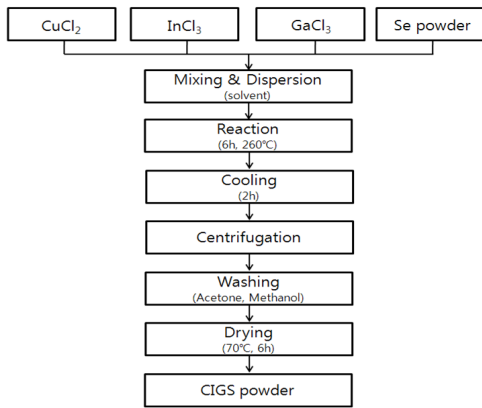 CuCl₂ InCl₃ GaCl₃ Se powder
Mixing & Dispersion
(solvent)
Reaction
(6h, 260℃)
Cooling
(2h)
Centrifugation
Washing
(Acetone, Methanol)
Drying
(70℃, 6h)
CIGS powder